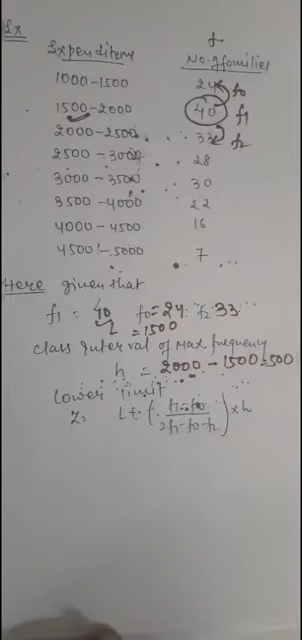 Ex
f
Expenditure No. of families
1000-1500 24 f0
1500-2000 40 f1
2000-2500 33 f2
2500-3000 28
3000-3500 30
3500-4000 22
4000-4500 16
4500-5000 7
Here given that
f1 = 40 f0=24 f2 33
L = 1500
class interval of Max frequency
h = 2000 - 1500=500
Lower limit
Z = L+ (f1-f0/2f1-f0-f2) x h